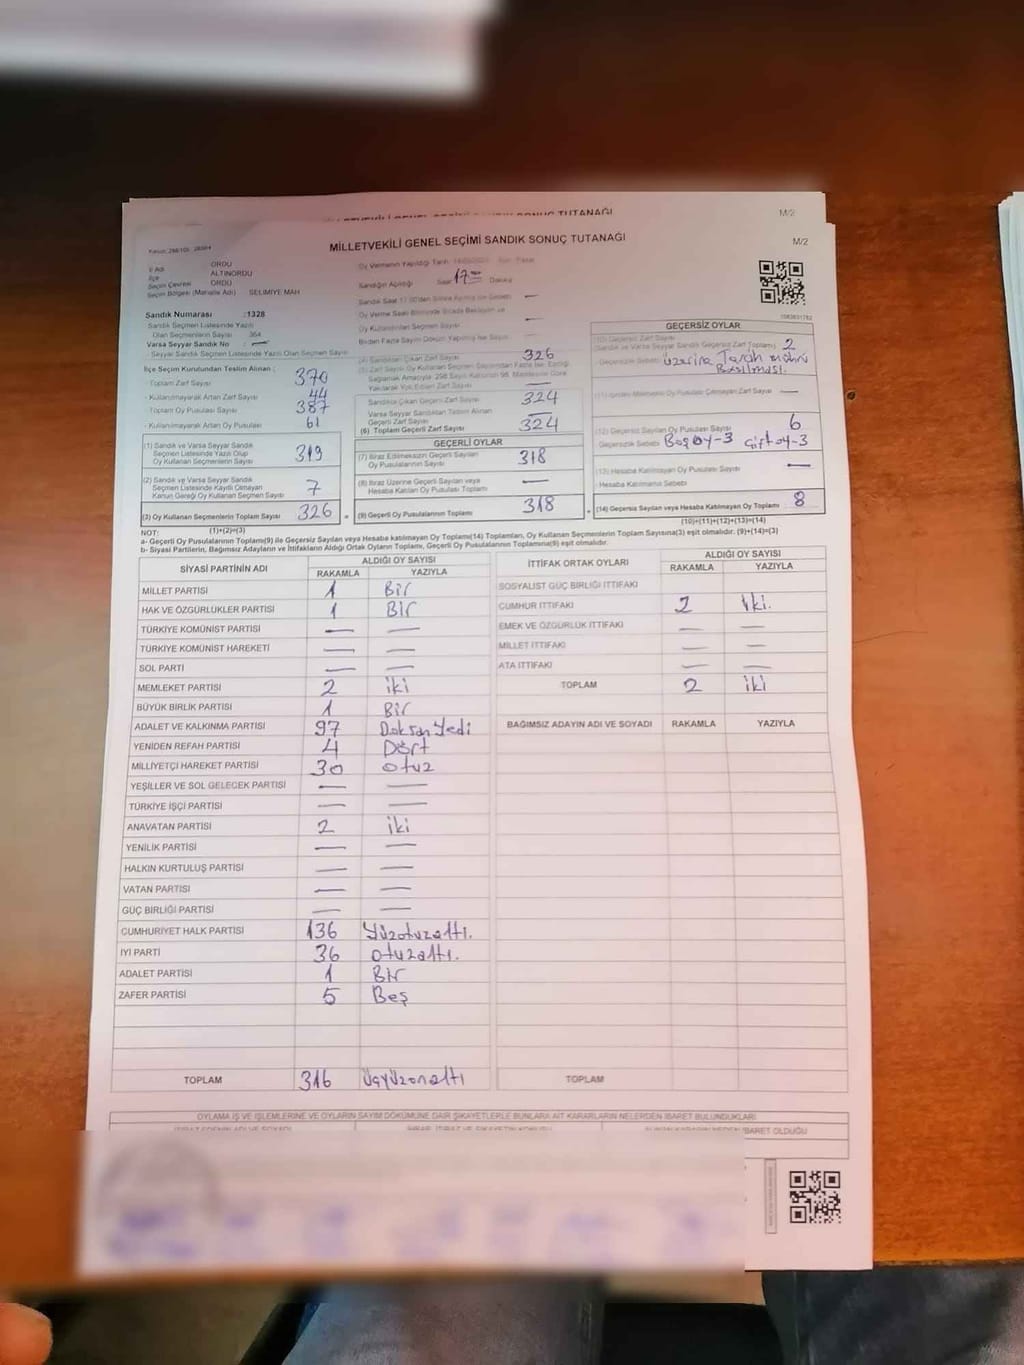 MİLLETVEKİLİ GENEL SEÇİMİ SANDIK SONUÇ TUTANAĞI
M/2
M/2
MİLLETVEKİLİ GENEL SEÇİMİ SANDIK SONUÇ TUTANAĞI
İl Adı ORDU
İlçe ALTINORDU
Seçim Çevresi ORDU
Seçim Bölgesi (Mahalle Adı) SELİMİYE MAH
Oy Vermenin Yapıldığı Tarih
Sandığın Açıldığı Saat 17 00 Dakika
Sandık Numarası :1328
Sandık Seçmen Listesinde Yazılı
Olan Seçmenlerin Sayısı 364
Varsa Seyyar Sandık No : —
Seyyar Sandık Seçmen Listesinde Yazılı Olan Seçmen Sayısı
İlçe Seçim Kurulundan Teslim Alınan :
Toplam Zarf Sayısı 370
Kullanılmayarak Artan Zarf Sayısı 44
Toplam Oy Pusulası Sayısı 387
Kullanılmayarak Artan Oy Pusulası 61
(1) Sandık ve Varsa Seyyar Sandık
Seçmen Listesinde Yazılı Olup
Oy Kullanan Seçmenlerin Sayısı 319
(2) Sandık ve Varsa Seyyar Sandık
Seçmen Listesinde Kayıtlı Olmayan
Kanun Gereği Oy Kullanan Seçmen Sayısı 7
(3) Oy Kullanan Seçmenlerin Toplam Sayısı 326
(1)+(2)=(3)
(4) Sandıktan Çıkan Zarf Sayısı 326
Sandıkta Çıkan Geçerli Zarf Sayısı 324
Varsa Seyyar Sandıktan Teslim Alınan
Geçerli Zarf Sayısı —
(6) Toplam Geçerli Zarf Sayısı 324
GEÇERLİ OYLAR
(7) İtiraz Edilmeksizin Geçerli Sayılan
Oy Pusulalarının Sayısı 318
(8) İtiraz Üzerine Geçerli Sayılan veya
Hesaba Katılan Oy Pusulası Toplamı —
(9) Geçerli Oy Pusulalarının Toplamı 318
GEÇERSİZ OYLAR
(10) Geçersiz Zarf Sayısı
(Sandık ve Varsa Seyyar Sandık Geçersiz Zarf Toplamı) 2
Geçersizlik Sebebi Üzerine Tercih mührü
Basılması.
(12) Geçersiz Sayılan Oy Pusulası Sayısı 6
Geçersizlik Sebebi Boş oy-3 Çift oy-3
(13) Hesaba Katılmayan Oy Pusulası Sayısı —
Hesaba Katılmama Sebebi
(14) Geçersiz Sayılan veya Hesaba Katılmayan Oy Toplamı 8
(10)+(11)+(12)+(13)=(14)
NOT:
a- Geçerli Oy Pusulalarının Toplamı(9) ile Geçersiz Sayılan veya Hesaba katılmayan Oy Toplamı(14) Toplamları, Oy Kullanan Seçmenlerin Toplam Sayısına(3) eşit olmalıdır. (9)+(14)=(3)
b- Siyasi Partilerin, Bağımsız Adayların ve İttifakların Aldığı Ortak Oyların Toplamı, Geçerli Oy Pusulalarının Toplamına(9) eşit olmalıdır.
SİYASİ PARTİNİN ADI ALDIĞI OY SAYISI
RAKAMLA YAZIYLA
MİLLET PARTİSI 1 Bir
HAK VE ÖZGÜRLÜKLER PARTİSİ 1 Bir
TÜRKİYE KOMÜNİST PARTİSİ — —
TÜRKİYE KOMÜNİST HAREKETİ — —
SOL PARTİ — —
MEMLEKET PARTİSİ 2 iki
BÜYÜK BİRLİK PARTİSİ 1 Bir
ADALET VE KALKINMA PARTİSİ 97 Doksan Yedi
YENİDEN REFAH PARTİSİ 4 Dört
MİLLİYETÇİ HAREKET PARTİSİ 30 otuz
YEŞİLLER VE SOL GELECEK PARTİSİ — —
TÜRKİYE İŞÇİ PARTİSİ — —
ANAVATAN PARTİSİ 2 iki
YENİLİK PARTİSİ — —
HALKIN KURTULUŞ PARTİSİ — —
VATAN PARTİSİ — —
GÜÇ BİRLİĞİ PARTİSİ — —
CUMHURİYET HALK PARTİSİ 136 Yüzotuzaltı.
İYİ PARTİ 36 otuzaltı.
ADALET PARTİSİ 1 Bir
ZAFER PARTİSİ 5 Beş
TOPLAM 316 üçyüzonaltı
İTTİFAK ORTAK OYLARI ALDIĞI OY SAYISI
RAKAMLA YAZIYLA
SOSYALİST GÜÇ BİRLİĞİ İTTİFAKI
CUMHUR İTTİFAKI 2 iki.
EMEK VE ÖZGÜRLÜK İTTİFAKI — —
MİLLET İTTİFAKI — —
ATA İTTİFAKI — —
TOPLAM 2 iki
BAĞIMSIZ ADAYIN ADI VE SOYADI RAKAMLA YAZIYLA
TOPLAM
OYLAMA İŞ VE İŞLEMLERİNE VE OYLARIN SAYIM DÖKÜMÜNE DAİR ŞİKAYETLERLE BUNLARA AİT KARARLARIN NELERDEN İBARET BULUNDUKLARI